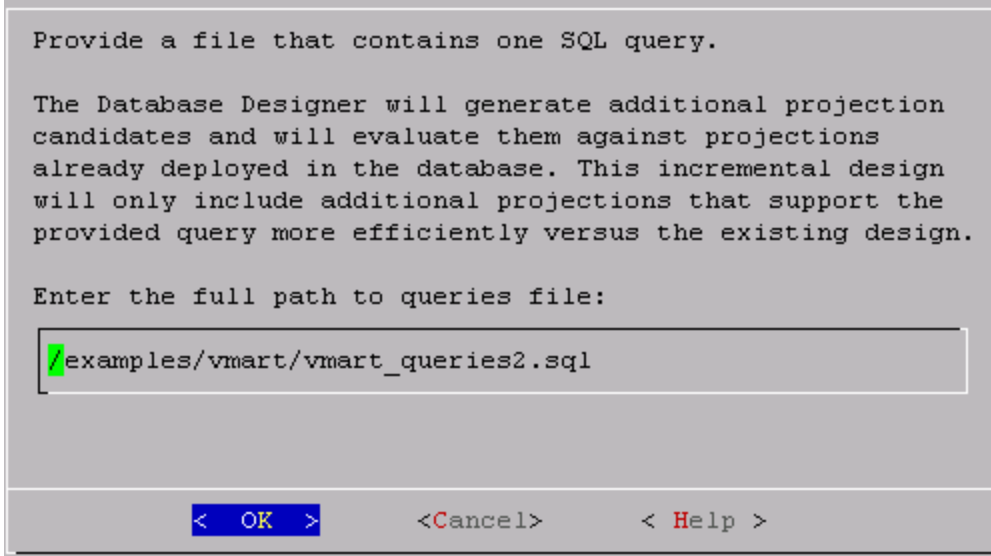 Provide a file that contains one SQL query.
The Database Designer will generate additional projection
candidates and will evaluate them against projections
already deployed in the database. This incremental design
will only include additional projections that support the
provided query more efficiently versus the existing design.
Enter the full path to queries file:
/examples/vmart/vmart_queries2.sql
< OK > <Cancel> < Help >